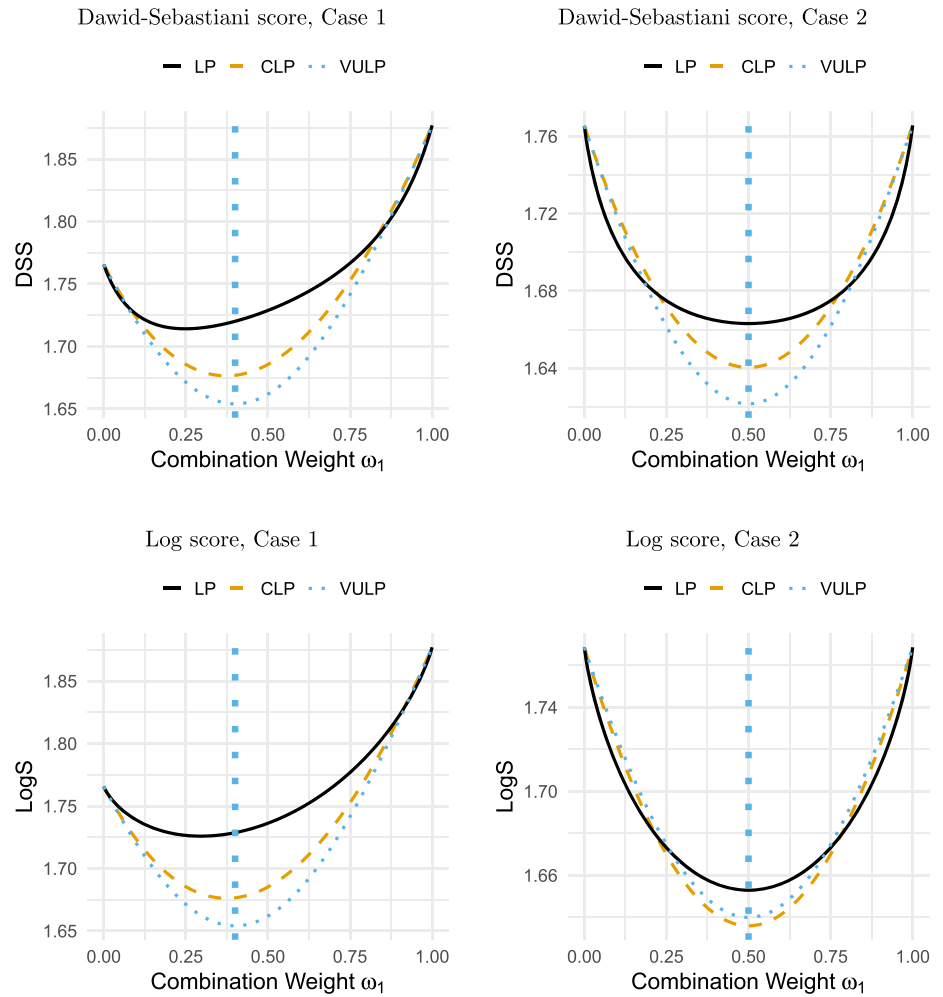 Dawid-Sebastiani score, Case 1
LP CLP VULP
DSS
1.85
1.80
1.75
1.70
1.65
0.00 0.25 0.50 0.75 1.00
Combination Weight ω₁
Dawid-Sebastiani score, Case 2
LP CLP VULP
DSS
1.76
1.72
1.68
1.64
0.00 0.25 0.50 0.75 1.00
Combination Weight ω₁
Log score, Case 1
LP CLP VULP
LogS
1.85
1.80
1.75
1.70
1.65
0.00 0.25 0.50 0.75 1.00
Combination Weight ω₁
Log score, Case 2
LP CLP VULP
LogS
1.74
1.70
1.66
0.00 0.25 0.50 0.75 1.00
Combination Weight ω₁